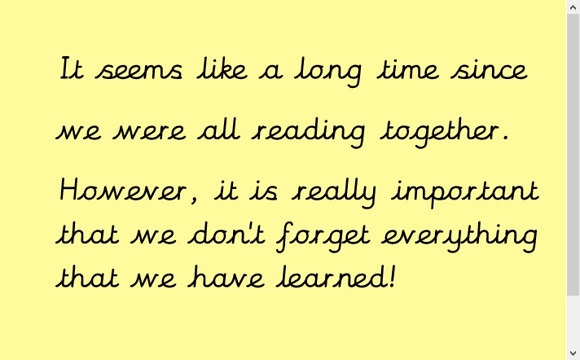 It seems like a long time since
we were all reading together.
However, it is really important
that we don't forget everything
that we have learned!